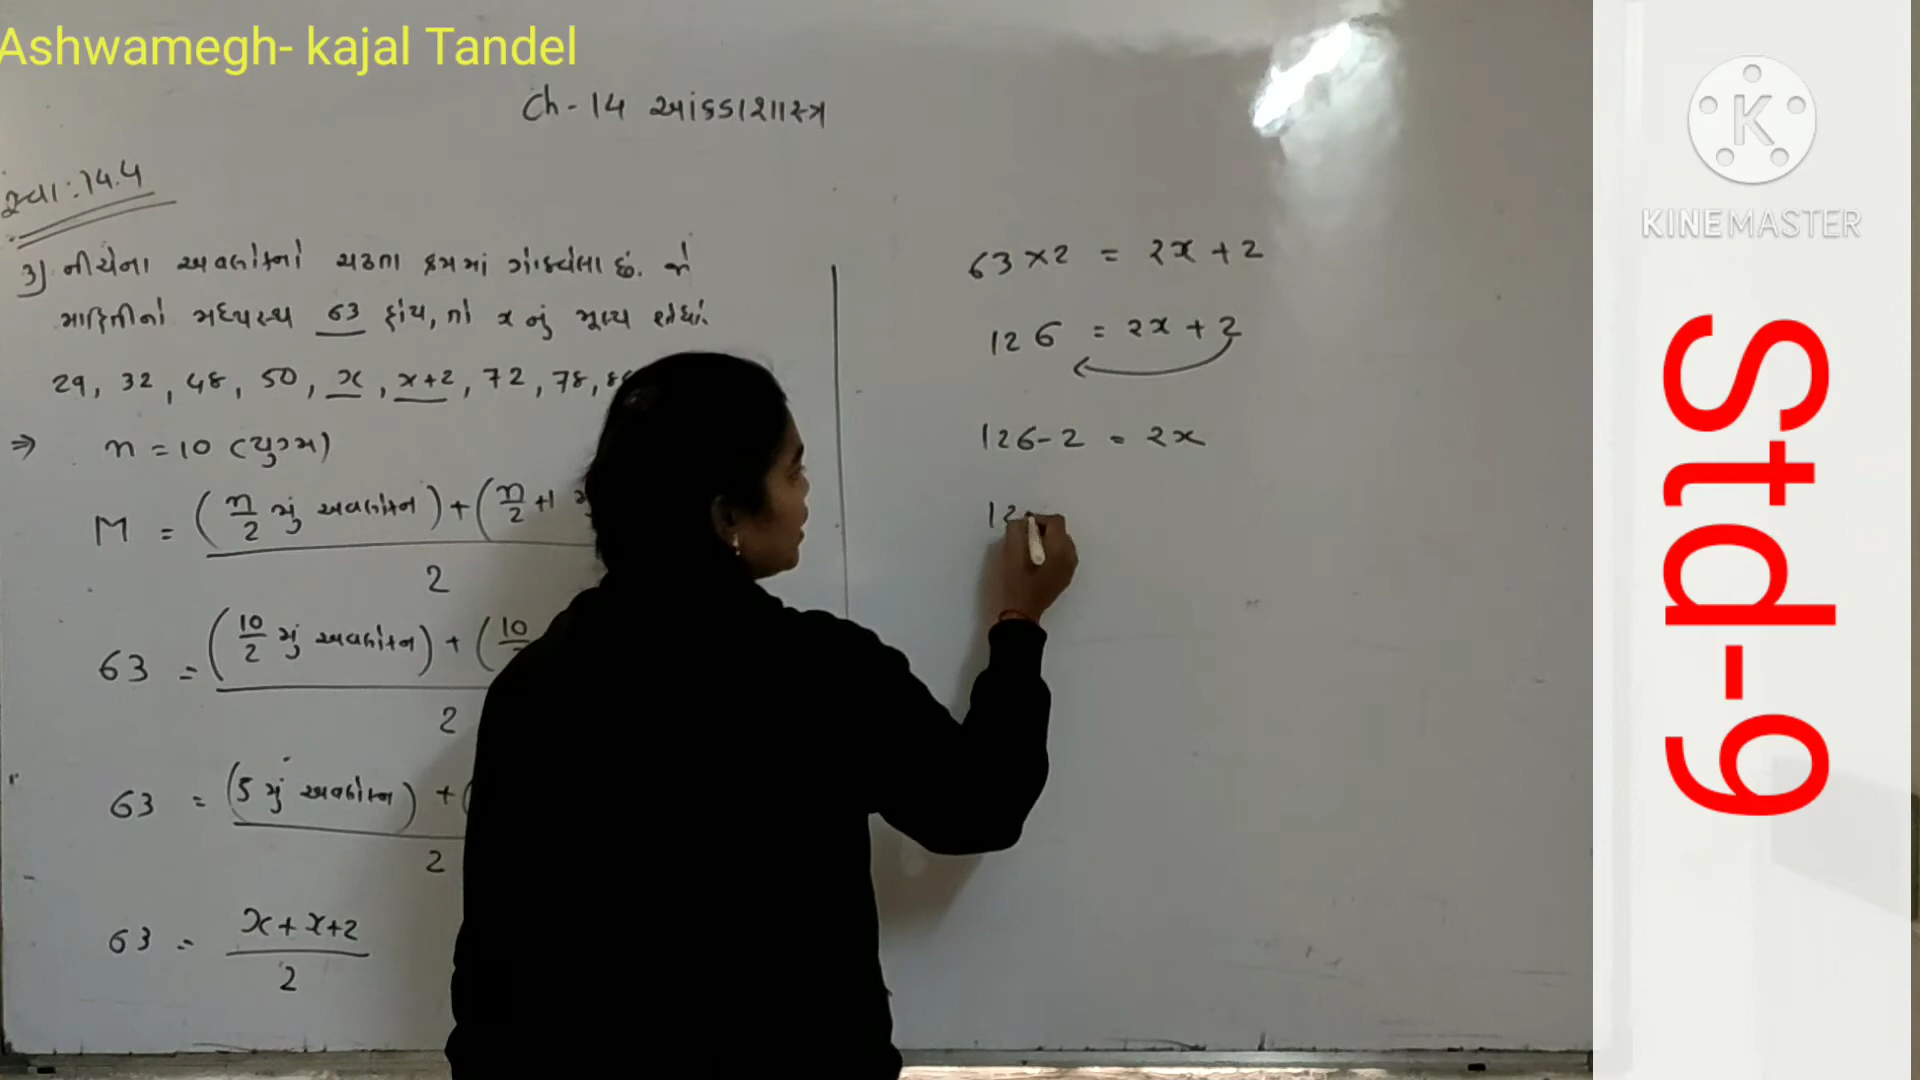 Ashwamegh- kajal Tandel
Ch - 14 આંકડાશાસ્ત્ર
સ્વા : 14.4
3) નીચેના અવલોકનો ચડતા ક્રમમાં ગોઠવેલા છે. જો
માહિતીનો મધ્યસ્થ 63 હોય, તો x નું મૂલ્ય શોધો.
29, 32, 48, 50, x, x+2, 72, 78, 8
⇒ n = 10 (યુગ્મ)
M = (n/2 મું અવલોકન) + (n/2 +1
2
63 = (10/2 મું અવલોકન) + (10
2
63 = (5 મું અવલોકન) + (
2
63 = x + x+2
2
63 × 2 = 2x + 2
126 = 2x + 2
126 - 2 = 2x
12
KINEMASTER
Std-9